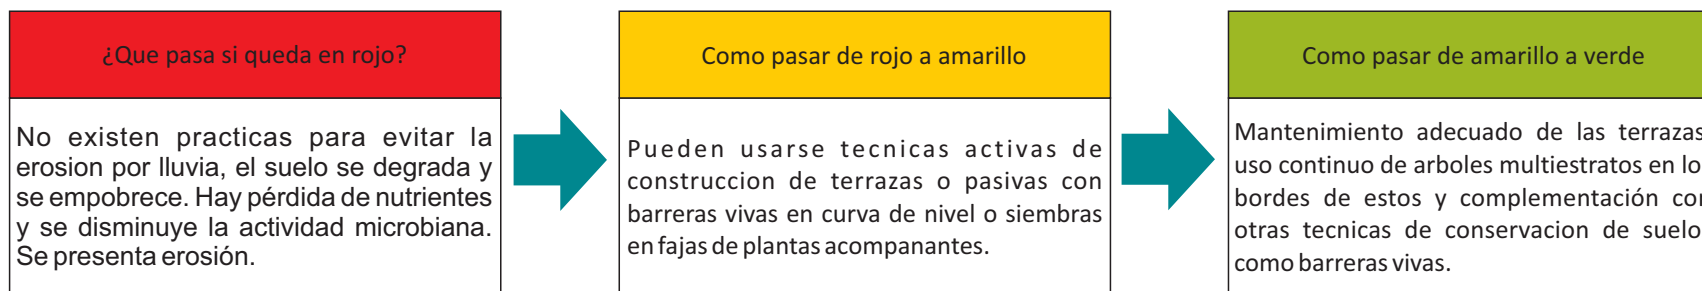 ¿Que pasa si queda en rojo?
No existen practicas para evitar la
erosion por lluvia, el suelo se degrada y
se empobrece. Hay pérdida de nutrientes
y se disminuye la actividad microbiana.
Se presenta erosión.
Como pasar de rojo a amarillo
Pueden usarse tecnicas activas de
construccion de terrazas o pasivas con
barreras vivas en curva de nivel o siembras
en fajas de plantas acompanantes.
Como pasar de amarillo a verde
Mantenimiento adecuado de las terrazas
uso continuo de arboles multiestratos en lo
bordes de estos y complementación con
otras tecnicas de conservacion de suelo
como barreras vivas.